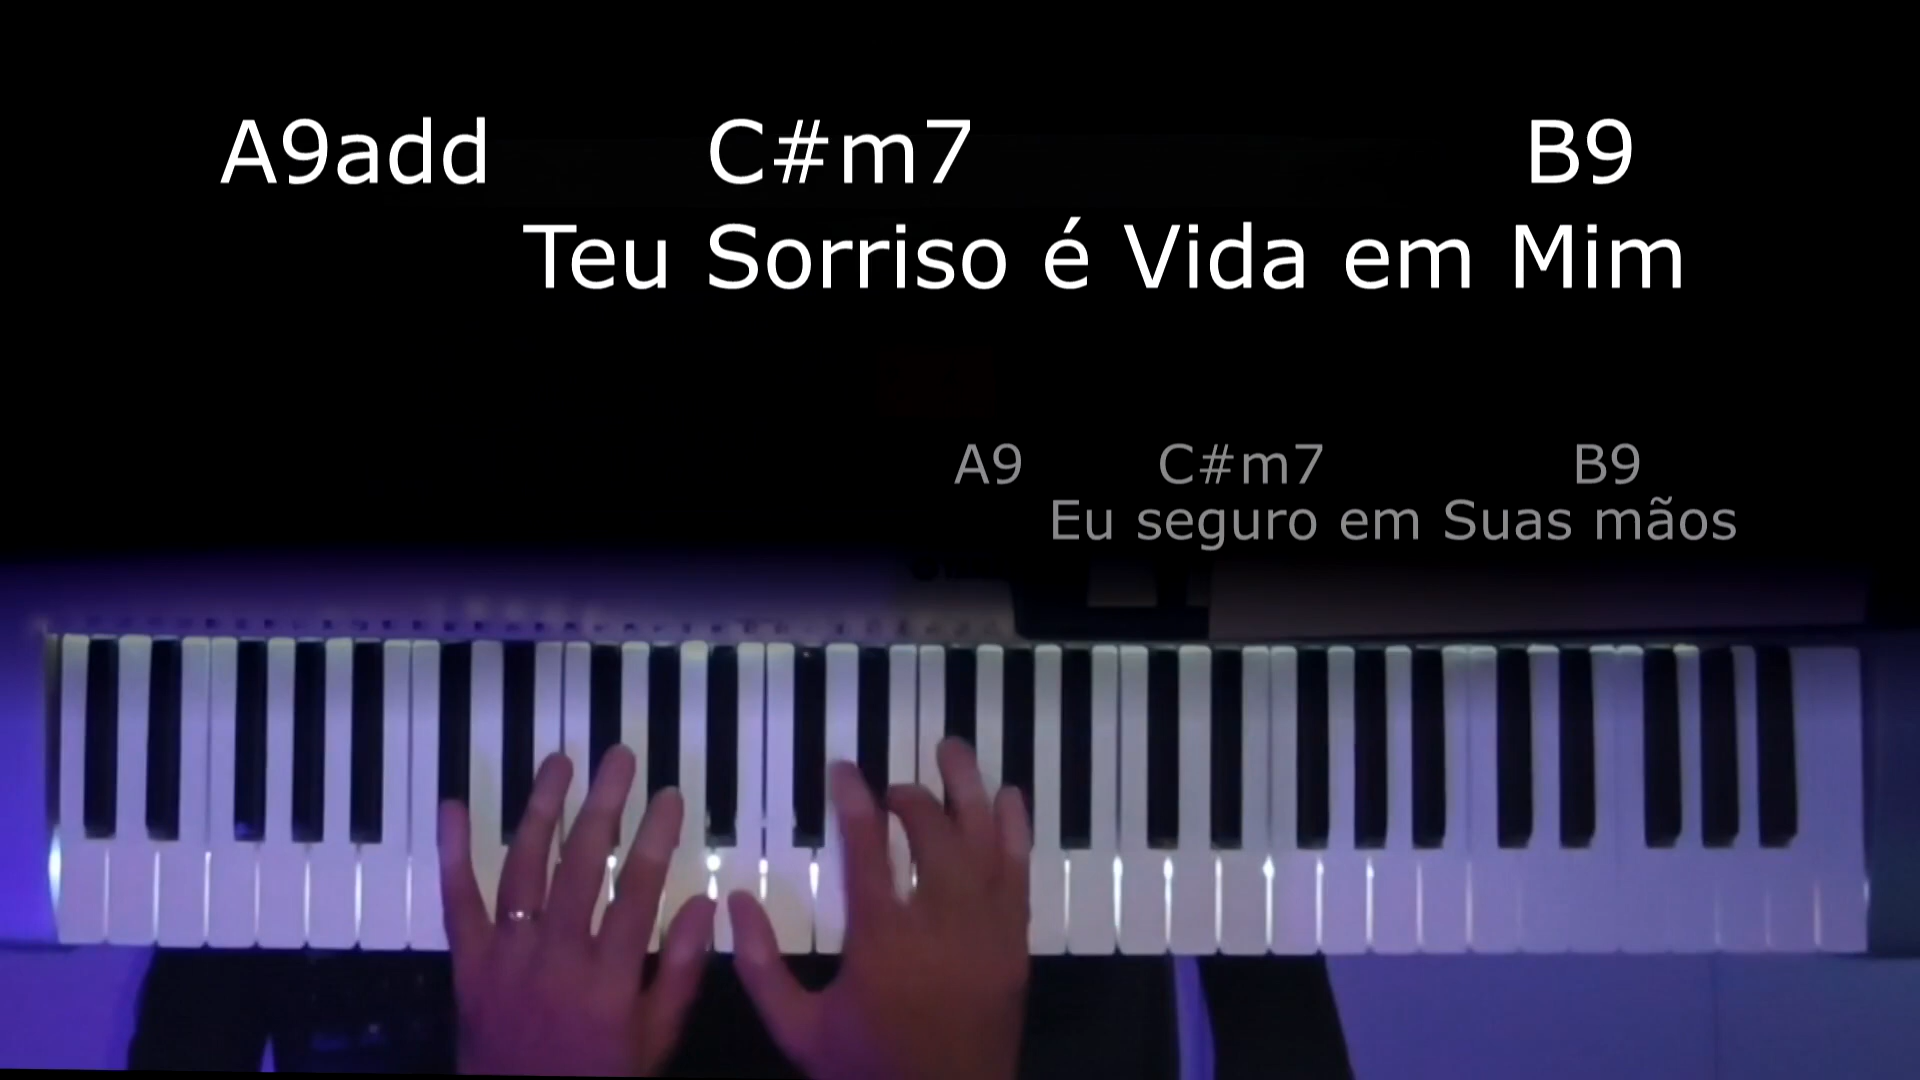 A9add C#m7 B9
Teu Sorriso é Vida em Mim
A9 C#m7 B9
Eu seguro em Suas mãos